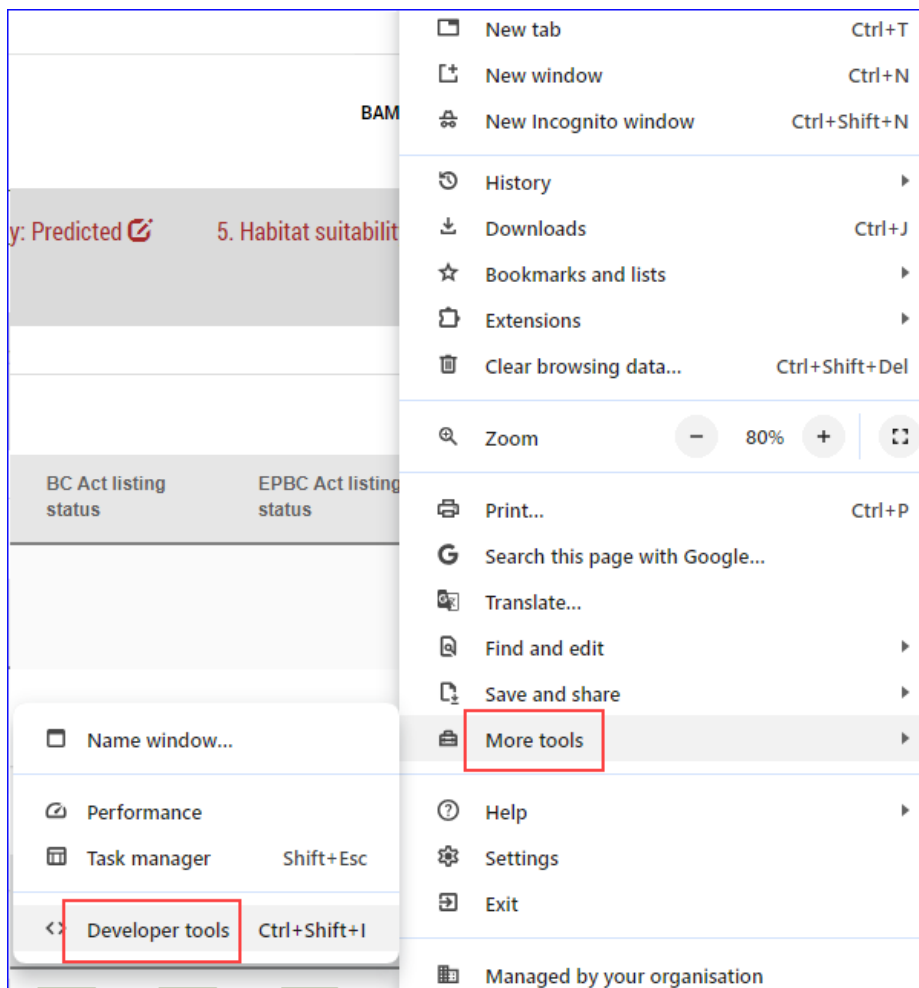 New tab Ctrl+T
New window Ctrl+N
BAM
New Incognito window Ctrl+Shift+N
History
y: Predicted 5. Habitat suitabilit
Downloads Ctrl+J
Bookmarks and lists
Extensions
Clear browsing data... Ctrl+Shift+Del
Zoom − 80% +
BC Act listing
status
EPBC Act listing
status
Print... Ctrl+P
Search this page with Google...
Translate...
Find and edit
Save and share
More tools
Name window...
Performance
Task manager Shift+Esc
Developer tools Ctrl+Shift+I
Help
Settings
Exit
Managed by your organisation